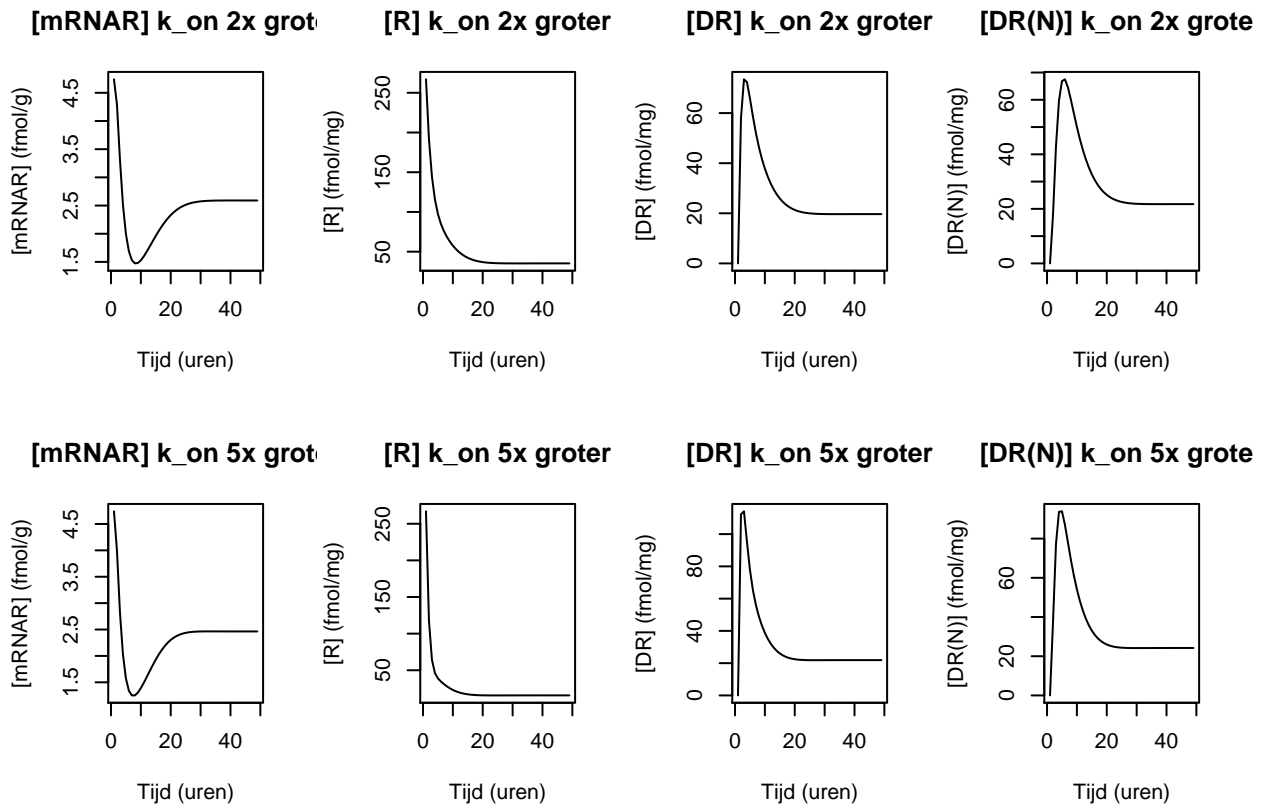 [mRNAR] k_on 2x grote
[mRNAR] (fmol/g)
4.5
3.5
2.5
1.5
0 20 40
Tijd (uren)
[R] k_on 2x groter
[R] (fmol/mg)
250
150
50
0 20 40
Tijd (uren)
[DR] k_on 2x groter
[DR] (fmol/mg)
60
40
20
0
0 20 40
Tijd (uren)
[DR(N)] k_on 2x grote
[DR(N)] (fmol/mg)
60
40
20
0
0 20 40
Tijd (uren)
[mRNAR] k_on 5x grote
[mRNAR] (fmol/g)
4.5
3.5
2.5
1.5
0 20 40
Tijd (uren)
[R] k_on 5x groter
[R] (fmol/mg)
250
150
50
0 20 40
Tijd (uren)
[DR] k_on 5x groter
[DR] (fmol/mg)
80
40
0
0 20 40
Tijd (uren)
[DR(N)] k_on 5x grote
[DR(N)] (fmol/mg)
60
20
0
0 20 40
Tijd (uren)